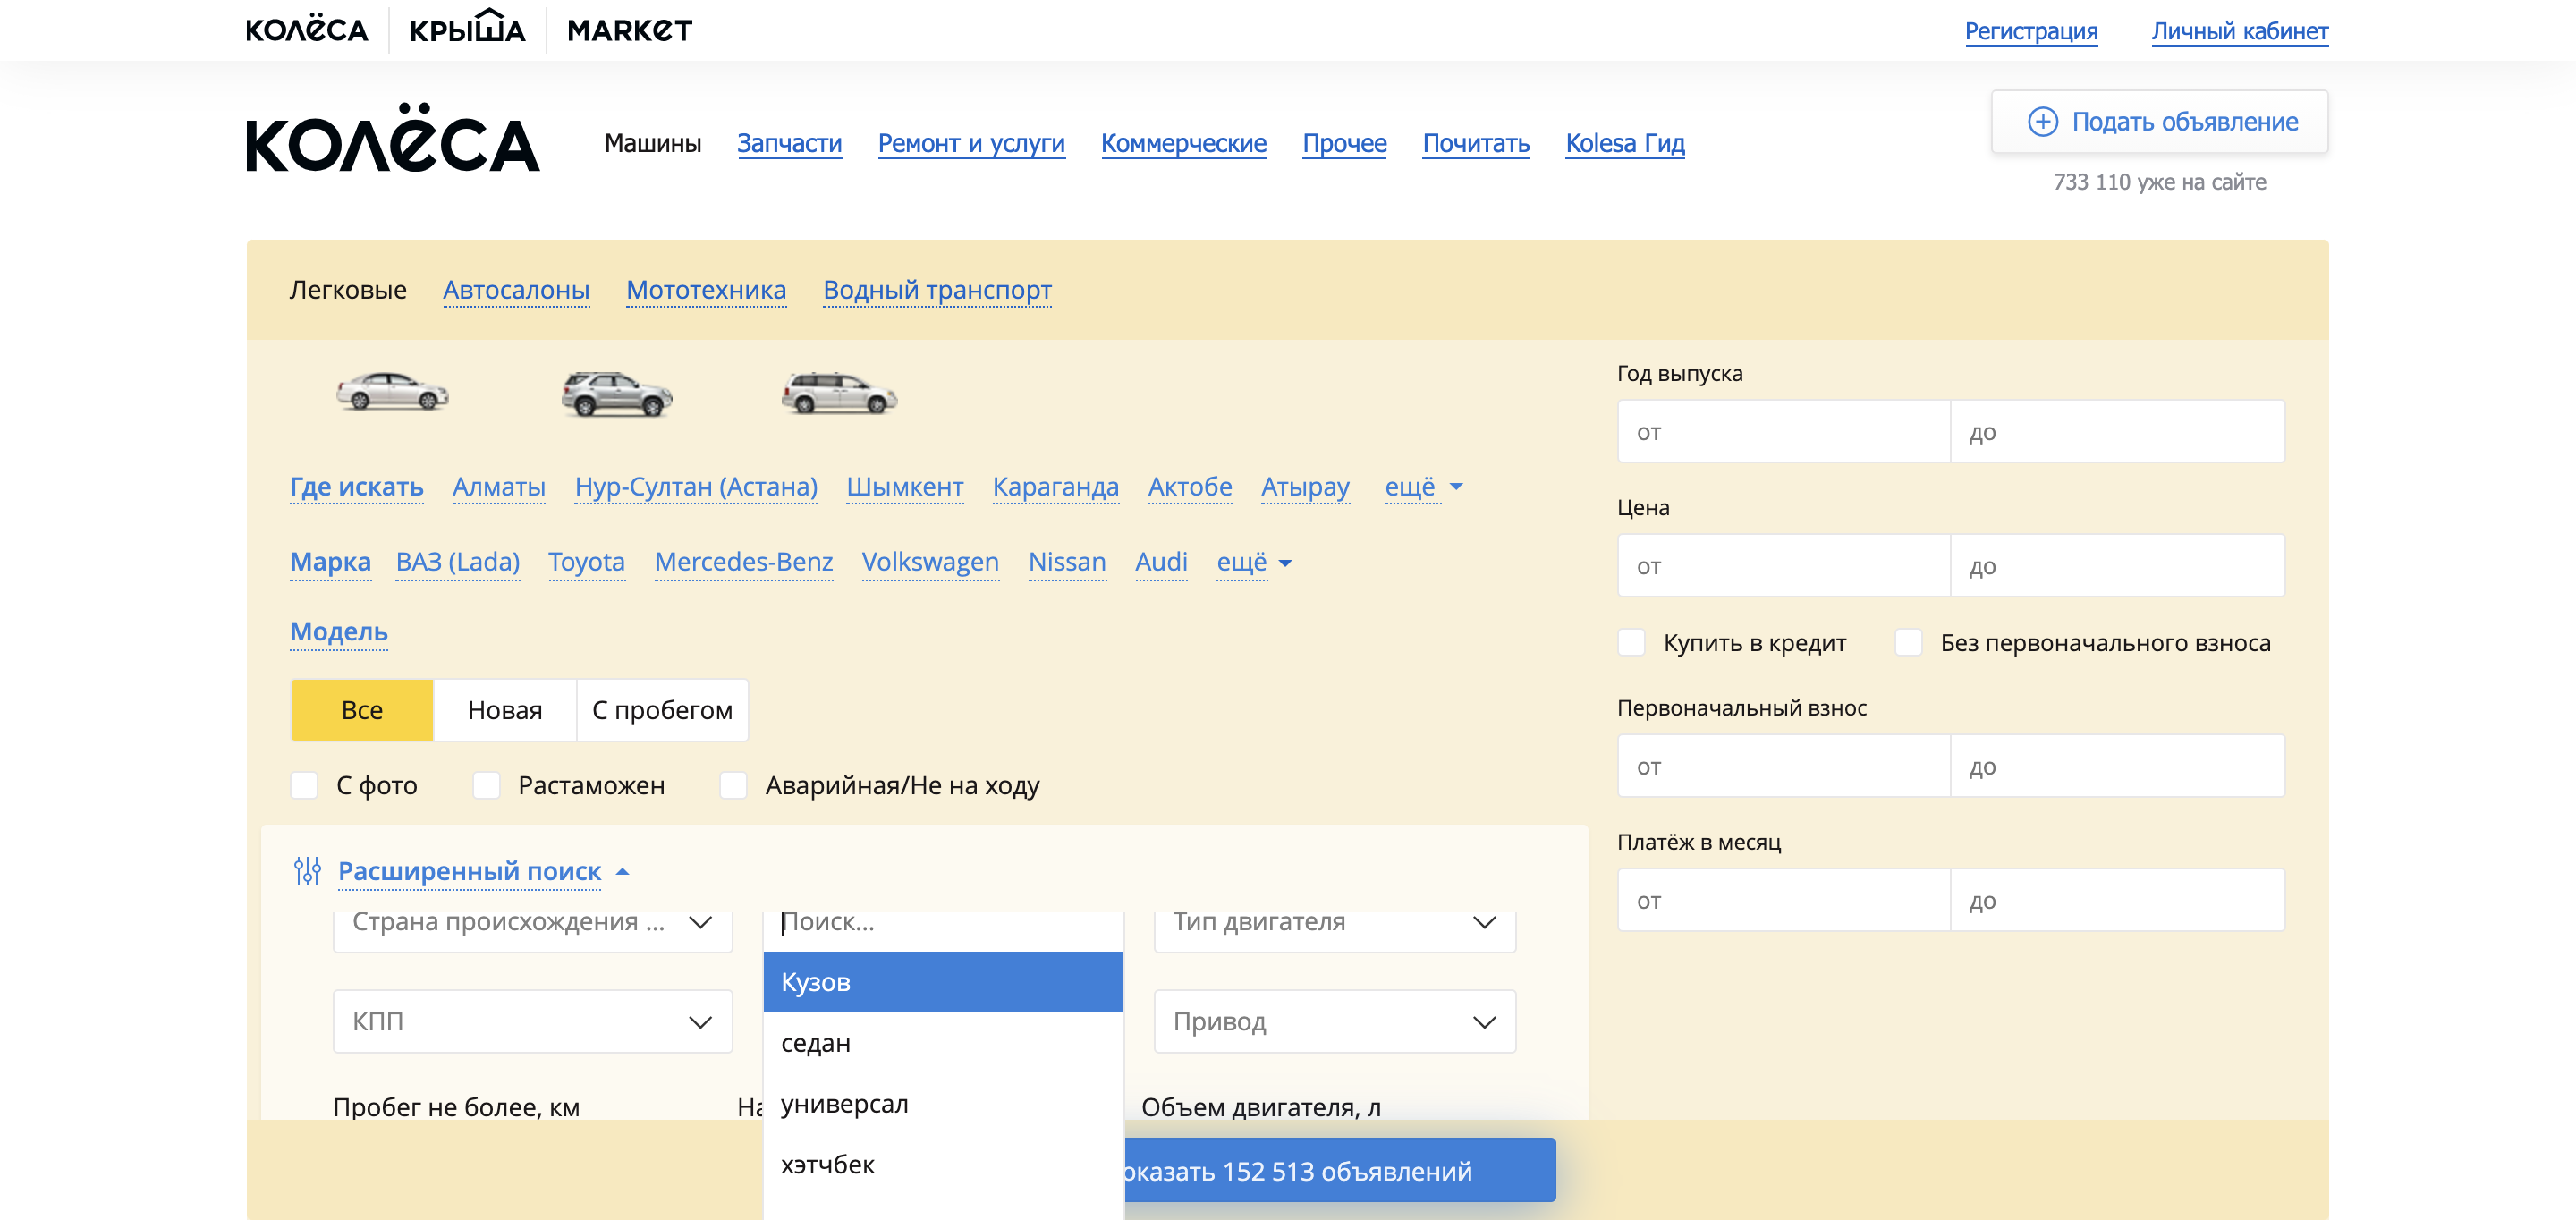 КОЛЁСА КРЫША MARKET Регистрация Личный кабинет
КОЛЁСА Машины Запчасти Ремонт и услуги Коммерческие Прочее Почитать Kolesa Гид Подать объявление
733 110 уже на сайте
Легковые Автосалоны Мототехника Водный транспорт
Где искать Алматы Нур-Султан (Астана) Шымкент Караганда Актобе Атырау ещё
Марка ВАЗ (Lada) Toyota Mercedes-Benz Volkswagen Nissan Audi ещё
Модель
Все Новая С пробегом
С фото Растаможен Аварийная/Не на ходу
Расширенный поиск
Страна происхождения ... Поиск... Тип двигателя
Кузов
КПП Привод
седан
универсал
Пробег не более, км На Объем двигателя, л
хэтчбек
оказать 152 513 объявлений
Год выпуска
от до
Цена
от до
Купить в кредит Без первоначального взноса
Первоначальный взнос
от до
Платёж в месяц
от до